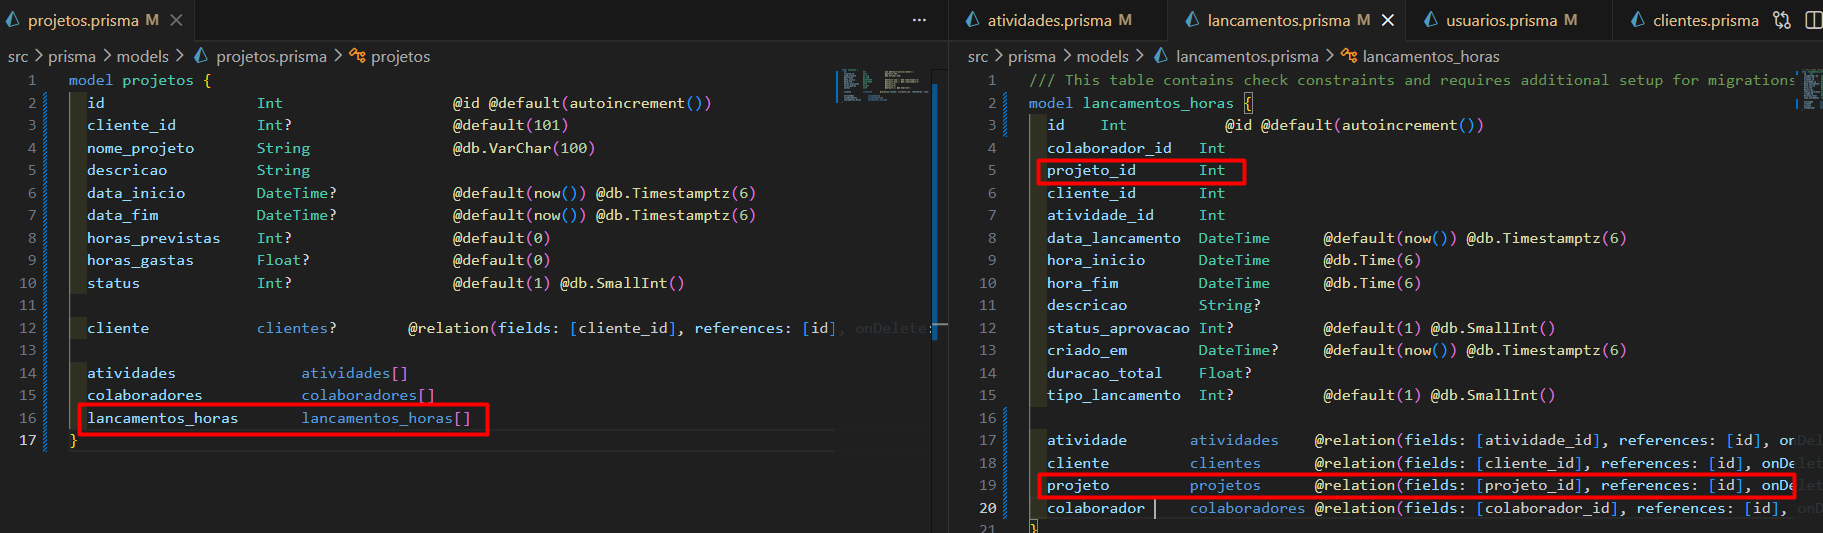 projetos.prisma M
src > prisma > models > projetos.prisma > projetos
1 model projetos {
2 id Int @id @default(autoincrement())
3 cliente_id Int? @default(101)
4 nome_projeto String @db.VarChar(100)
5 descricao String
6 data_inicio DateTime? @default(now()) @db.Timestamptz(6)
7 data_fim DateTime? @default(now()) @db.Timestamptz(6)
8 horas_previstas Int? @default(0)
9 horas_gastas Float? @default(0)
10 status Int? @default(1) @db.SmallInt()
11
12 cliente clientes? @relation(fields: [cliente_id], references: [id], onDelete:
13
14 atividades atividades[]
15 colaboradores colaboradores[]
16 lancamentos_horas lancamentos_horas[]
17 }
atividades.prisma M lancamentos.prisma M usuarios.prisma M clientes.prisma
src > prisma > models > lancamentos.prisma > lancamentos_horas
1 /// This table contains check constraints and requires additional setup for migrations
2 model lancamentos_horas {
3 id Int @id @default(autoincrement())
4 colaborador_id Int
5 projeto_id Int
6 cliente_id Int
7 atividade_id Int
8 data_lancamento DateTime @default(now()) @db.Timestamptz(6)
9 hora_inicio DateTime @db.Time(6)
10 hora_fim DateTime @db.Time(6)
11 descricao String?
12 status_aprovacao Int? @default(1) @db.SmallInt()
13 criado_em DateTime? @default(now()) @db.Timestamptz(6)
14 duracao_total Float?
15 tipo_lancamento Int? @default(1) @db.SmallInt()
16
17 atividade atividades @relation(fields: [atividade_id], references: [id], onDel
18 cliente clientes @relation(fields: [cliente_id], references: [id], onDelet
19 projeto projetos @relation(fields: [projeto_id], references: [id], onDe
20 colaborador colaboradores @relation(fields: [colaborador_id], references: [id], onD
21 }